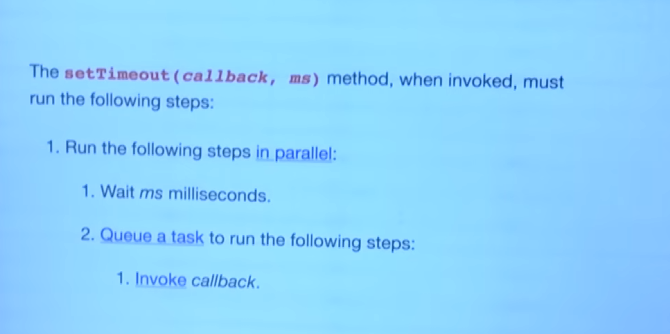 The setTimeout(callback, ms) method, when invoked, must
run the following steps:
1. Run the following steps in parallel:
1. Wait ms milliseconds.
2. Queue a task to run the following steps:
1. Invoke callback.